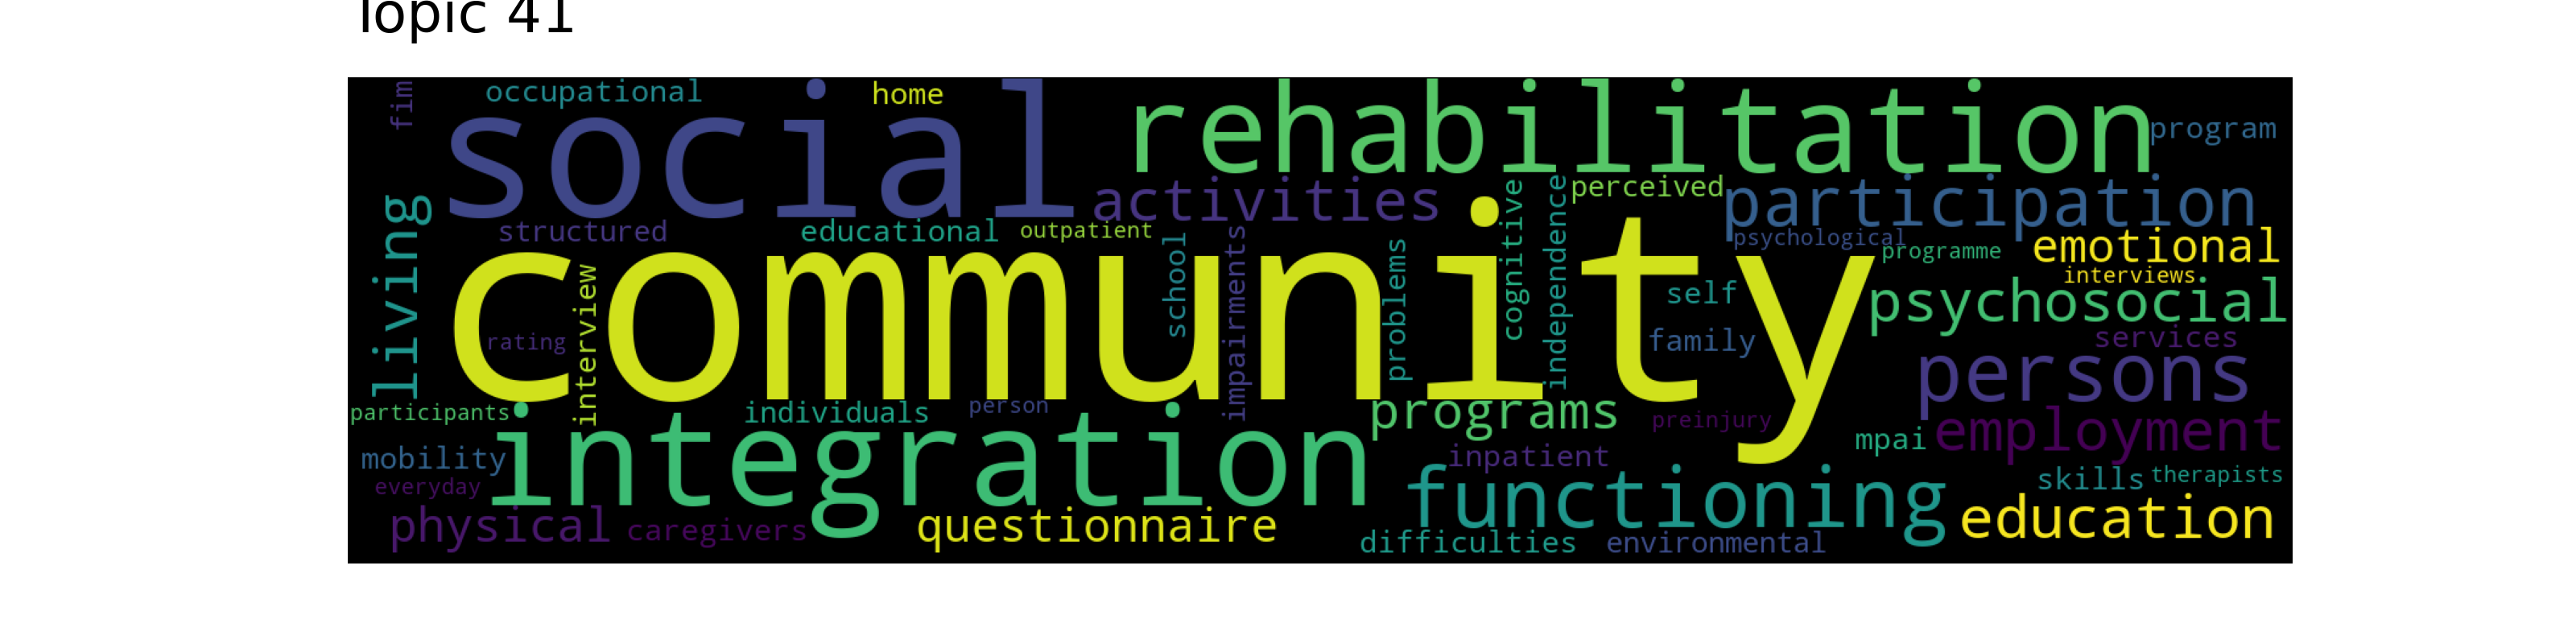 Topic 41
fim
occupational
home
social
rehabilitation
program
living
activities
perceived
participation
structured
educational
outpatient
school
impairments
problems
cognitive
independence
psychological
programme
emotional
interviews
community
self
psychosocial
rating
interview
family
services
persons
participants
individuals
person
programs
preinjury
mpai
employment
mobility
integration
inpatient
everyday
functioning
skills
therapists
physical
caregivers
questionnaire
education
difficulties
environmental